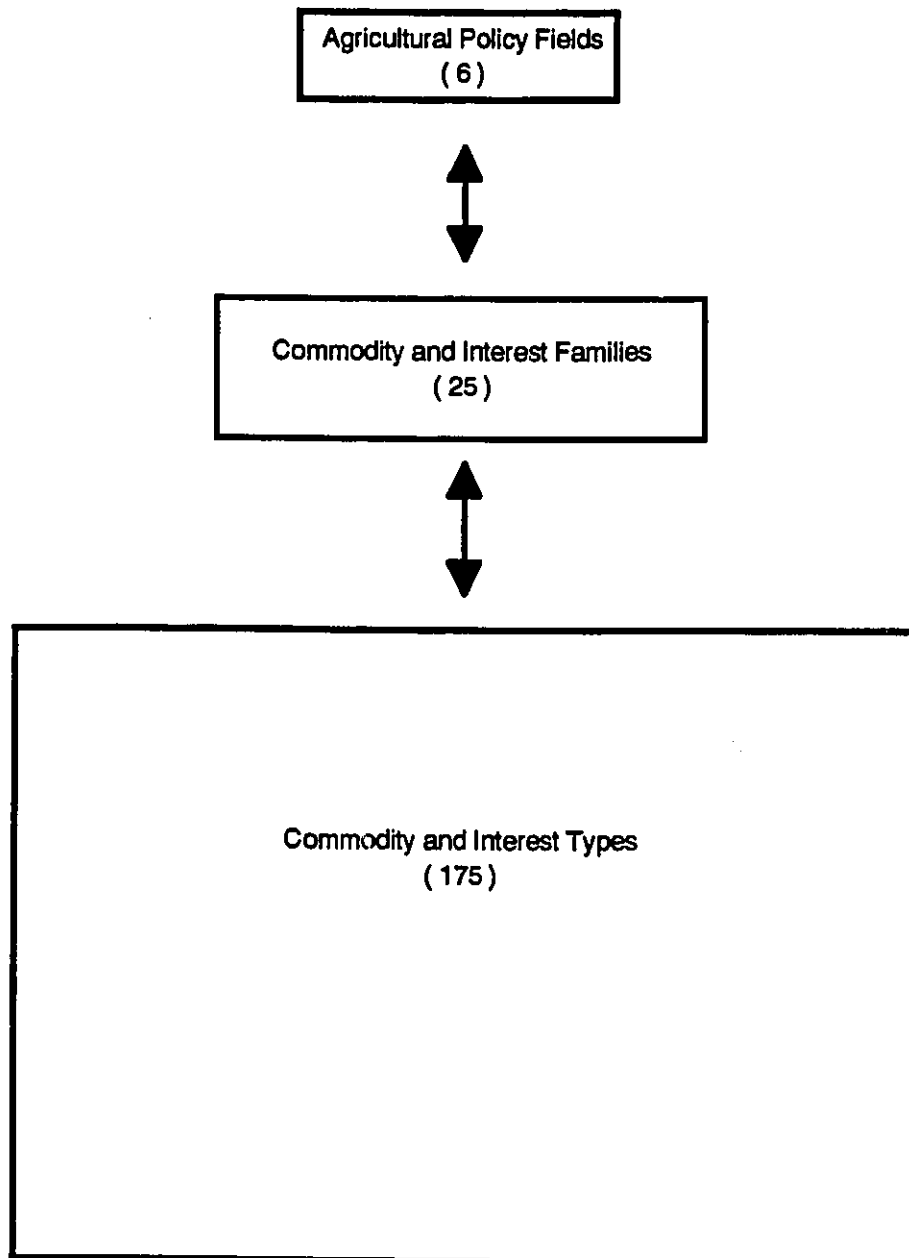 Agricultural Policy Fields
( 6 )
Commodity and Interest Families
( 25 )
Commodity and Interest Types
( 175 )